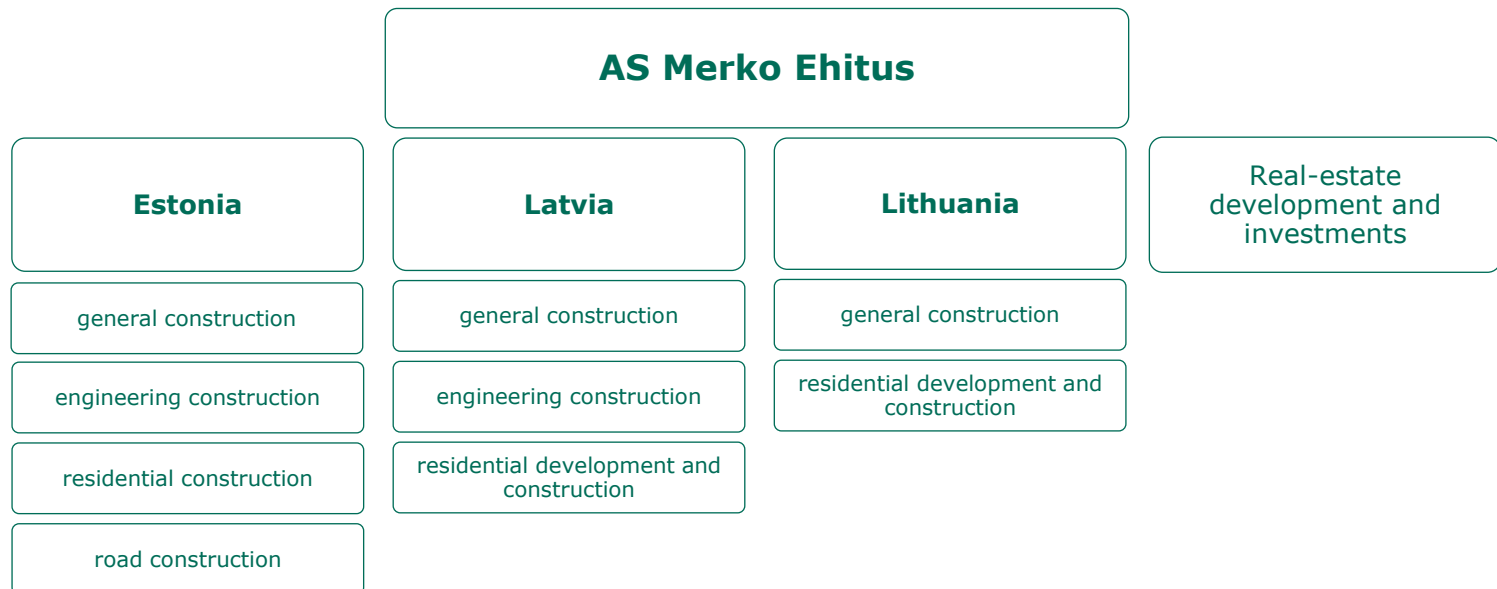 AS Merko Ehitus
Estonia
general construction
engineering construction
residential construction
road construction
Latvia
general construction
engineering construction
residential development and
construction
Lithuania
general construction
residential development and
construction
Real-estate
development and
investments